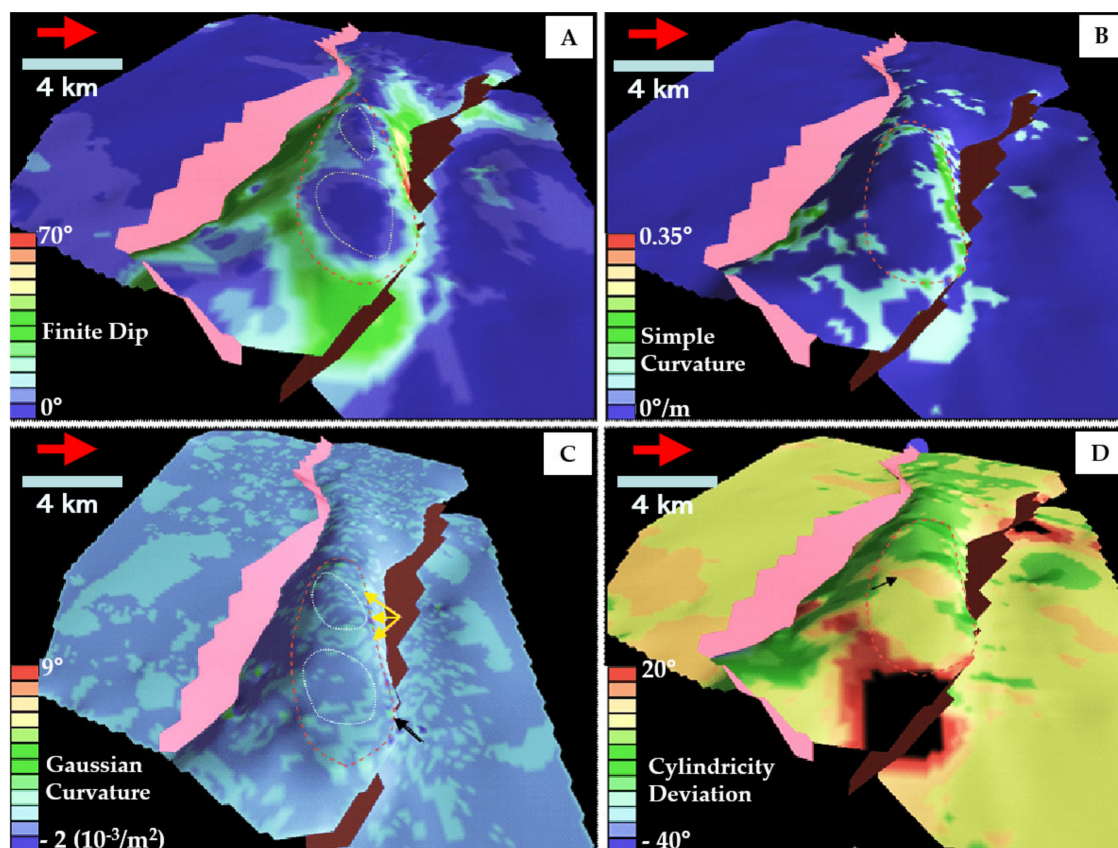 A
4 km
70°
Finite Dip
0°
B
4 km
0.35°
Simple
Curvature
0°/m
C
4 km
9°
Gaussian
Curvature
- 2 (10⁻³/m²)
D
4 km
20°
Cylindricity
Deviation
- 40°